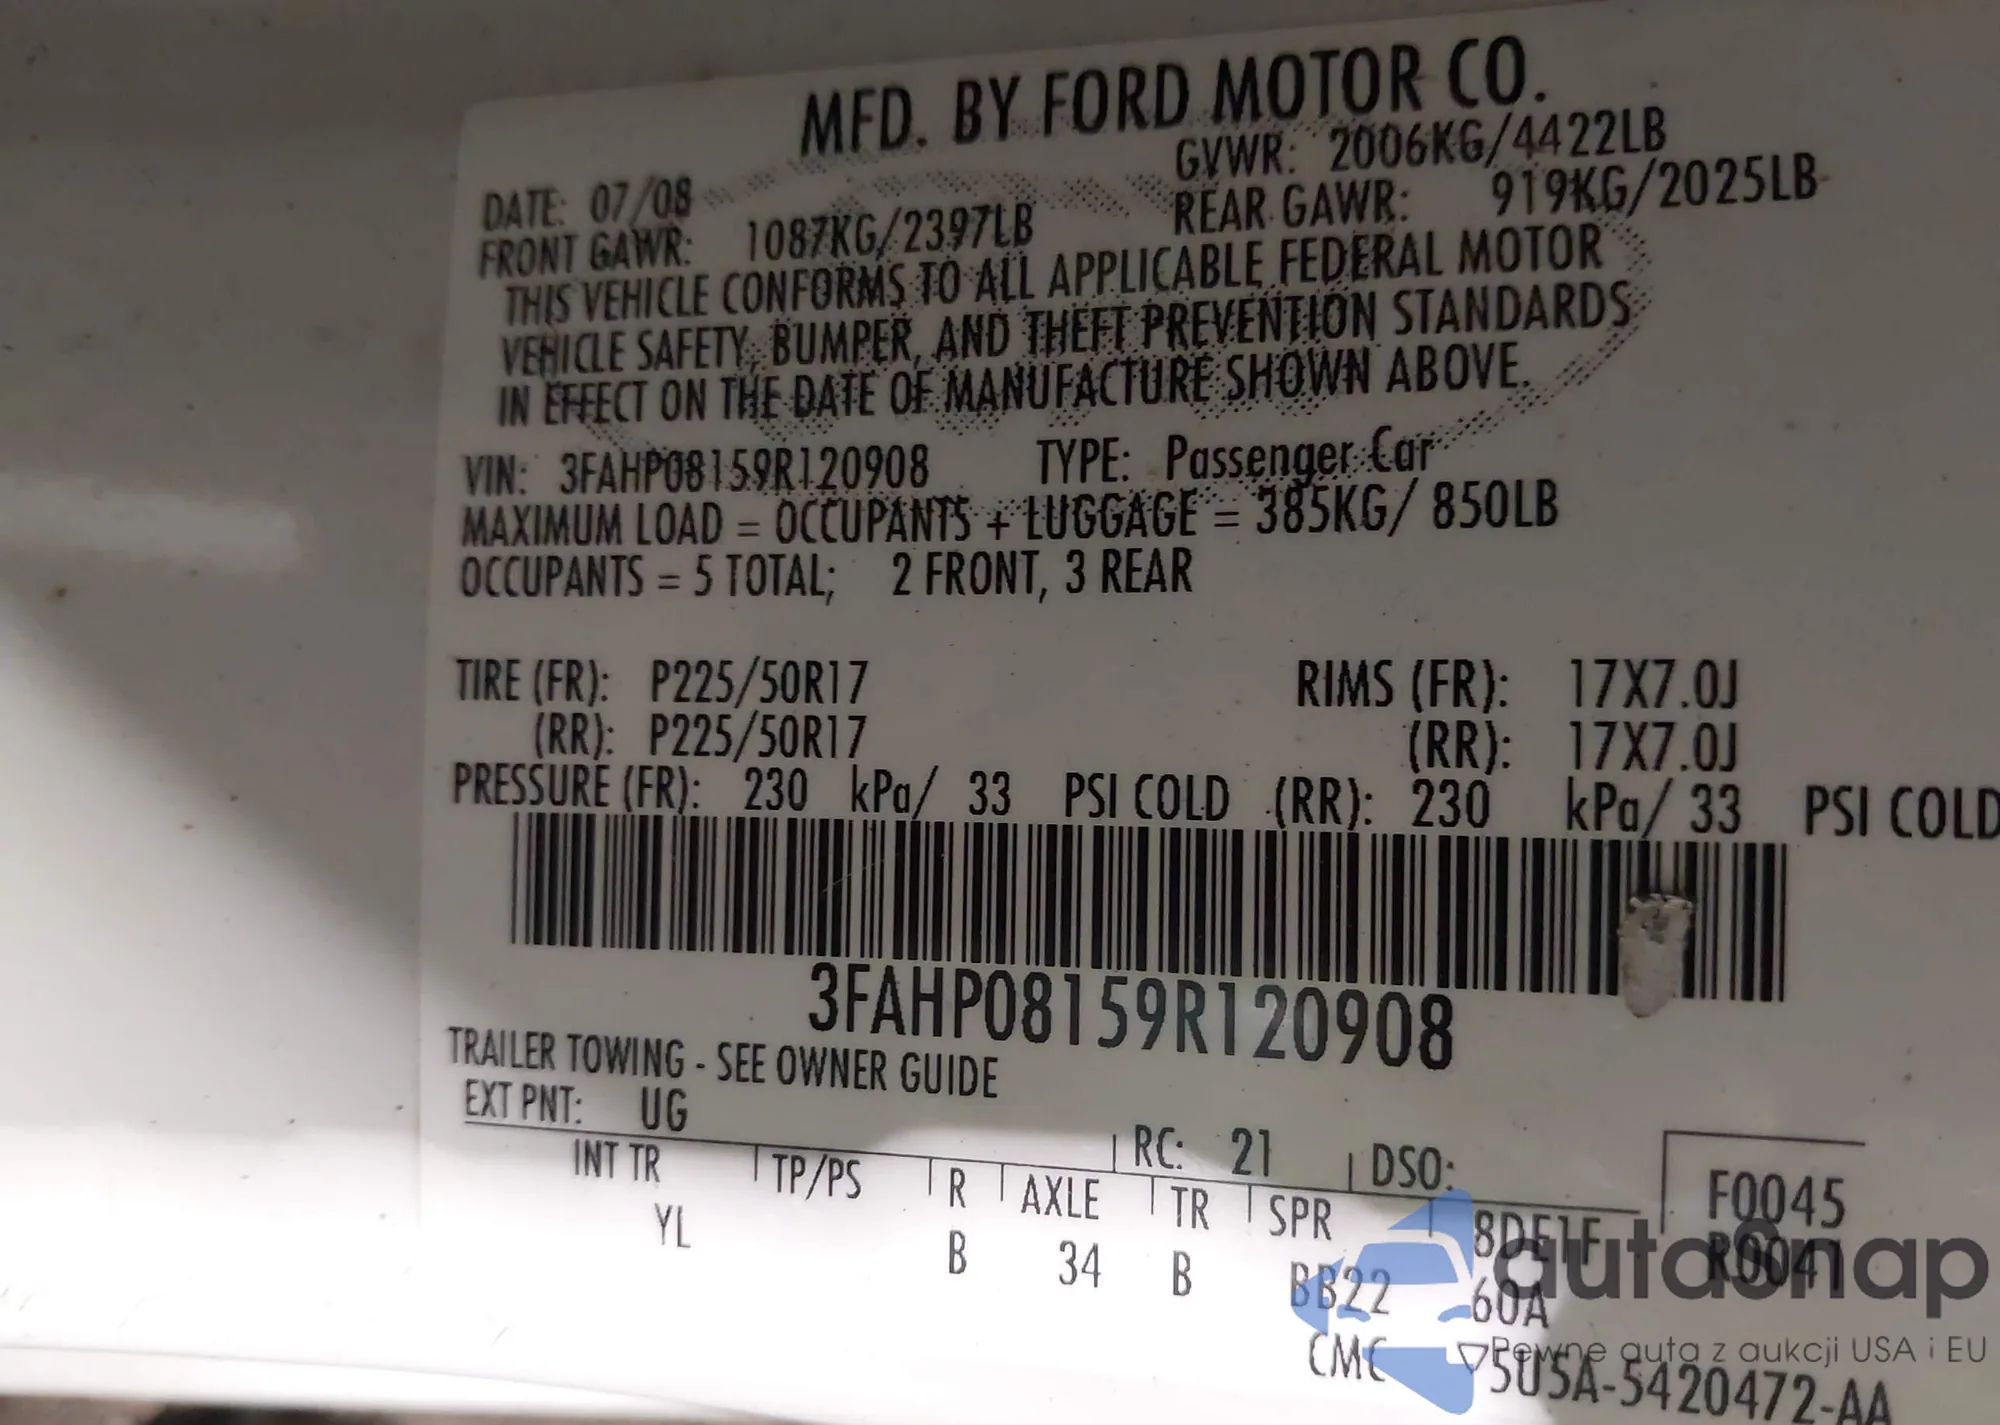 MFD. BY FORD MOTOR CO.
DATE: 07/08 GVWR: 2006KG/4422LB
FRONT GAWR: 1087KG/2397LB REAR GAWR: 919KG/2025LB
THIS VEHICLE CONFORMS TO ALL APPLICABLE FEDERAL MOTOR
VEHICLE SAFETY, BUMPER, AND THEFT PREVENTION STANDARDS
IN EFFECT ON THE DATE OF MANUFACTURE SHOWN ABOVE.
VIN: 3FAHP08159R120908 TYPE: Passenger Car
MAXIMUM LOAD = OCCUPANTS + LUGGAGE = 385KG/ 850LB
OCCUPANTS = 5 TOTAL; 2 FRONT, 3 REAR
TIRE (FR): P225/50R17 RIMS (FR): 17X7.0J
(RR): P225/50R17 (RR): 17X7.0J
PRESSURE (FR): 230 kPa/ 33 PSI COLD (RR): 230 kPa/ 33 PSI COLD
3FAHP08159R120908
TRAILER TOWING - SEE OWNER GUIDE
EXT PNT: UG RC: 21 DSO: F0045
INT TR TP/PS R AXLE TR SPR 8DE1F R0041
YL B 34 B BB22 60A
CMC ▽5U5A-5420472-AA
autosnap
Pewne auta z aukcji USA i EU